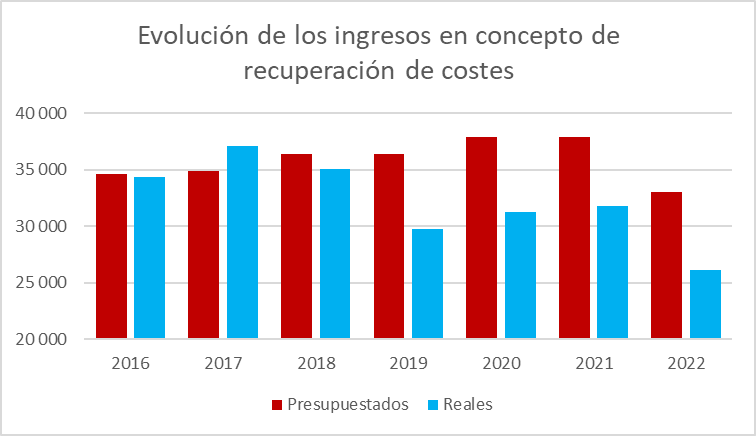 Evolución de los ingresos en concepto de
recuperación de costes
40 000
35 000
30 000
25 000
20 000
2016 2017 2018 2019 2020 2021 2022
Presupuestados Reales